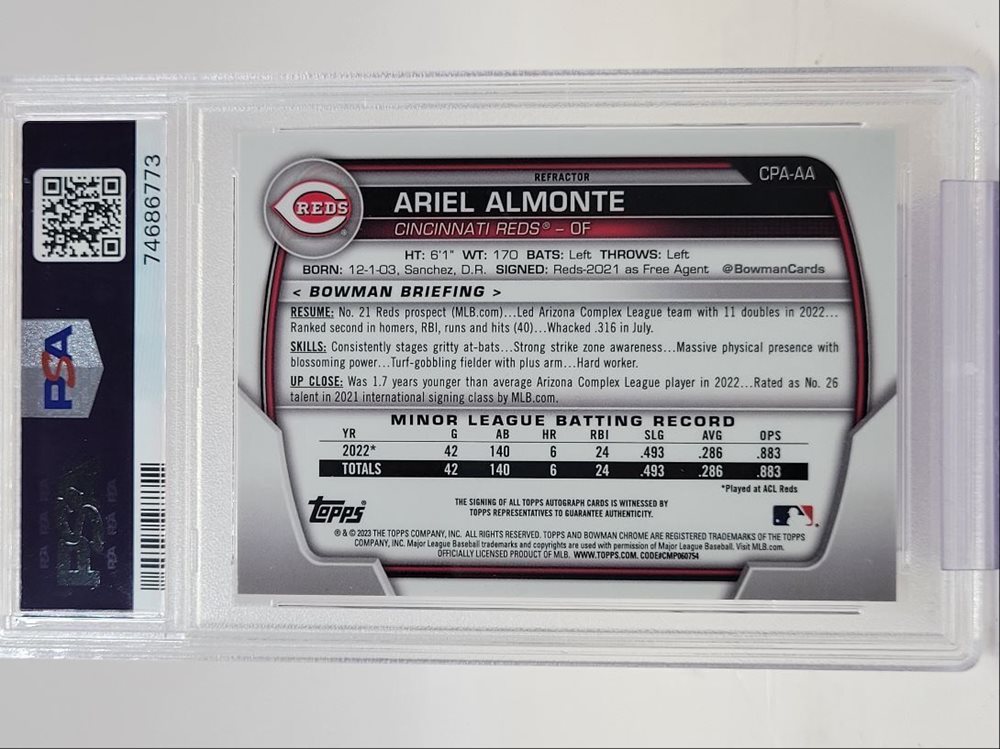 74686773
PSA
PSA
CPA-AA
REFRACTOR
REDS
ARIEL ALMONTE
CINCINNATI REDS® – OF
HT: 6'1" WT: 170 BATS: Left THROWS: Left
BORN: 12-1-03, Sanchez, D.R. SIGNED: Reds-2021 as Free Agent @BowmanCards
< BOWMAN BRIEFING >
RESUME: No. 21 Reds prospect (MLB.com)...Led Arizona Complex League team with 11 doubles in 2022...
Ranked second in homers, RBI, runs and hits (40)...Whacked .316 in July.
SKILLS: Consistently stages gritty at-bats...Strong strike zone awareness...Massive physical presence with
blossoming power...Turf-gobbling fielder with plus arm...Hard worker.
UP CLOSE: Was 1.7 years younger than average Arizona Complex League player in 2022...Rated as No. 26
talent in 2021 international signing class by MLB.com.
MINOR LEAGUE BATTING RECORD
YR G AB HR RBI SLG AVG OPS
2022* 42 140 6 24 .493 .286 .883
TOTALS 42 140 6 24 .493 .286 .883
*Played at ACL Reds
Topps®
THE SIGNING OF ALL TOPPS AUTOGRAPH CARDS IS WITNESSED BY
TOPPS REPRESENTATIVES TO GUARANTEE AUTHENTICITY.
® & © 2023 THE TOPPS COMPANY, INC. ALL RIGHTS RESERVED. TOPPS AND BOWMAN CHROME ARE REGISTERED TRADEMARKS OF THE TOPPS
COMPANY, INC. Major League Baseball trademarks and copyrights are used with permission of Major League Baseball. Visit MLB.com.
OFFICIALLY LICENSED PRODUCT OF MLB. WWW.TOPPS.COM. CODE#CMP060754